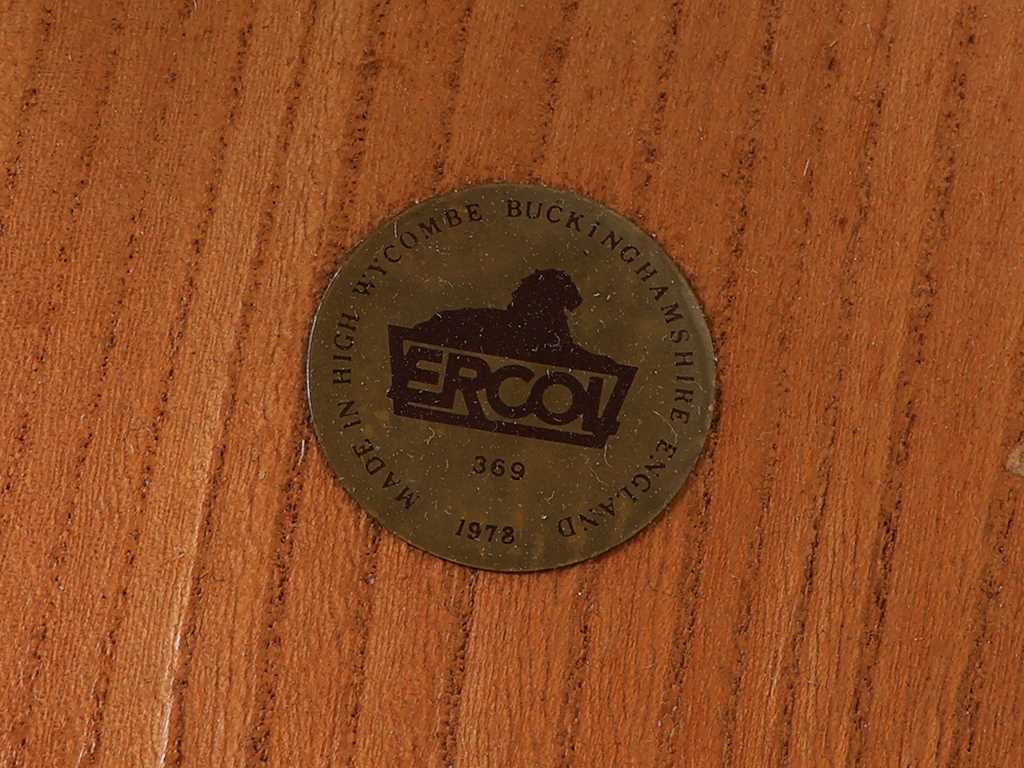 MADE IN HIGH WYCOMBE BUCKiNGHAMSHIRE ENGLAND
ERCOL
369
1978